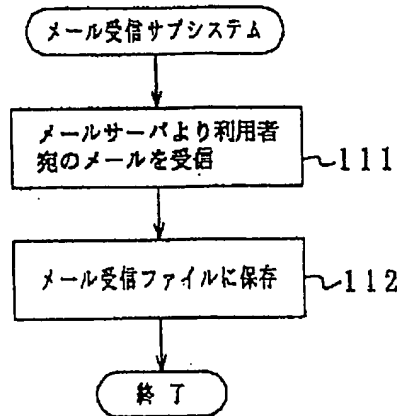 メール受信サブシステム
メールサーバより利用者
宛のメールを受信
111
メール受信ファイルに保存
112
終了